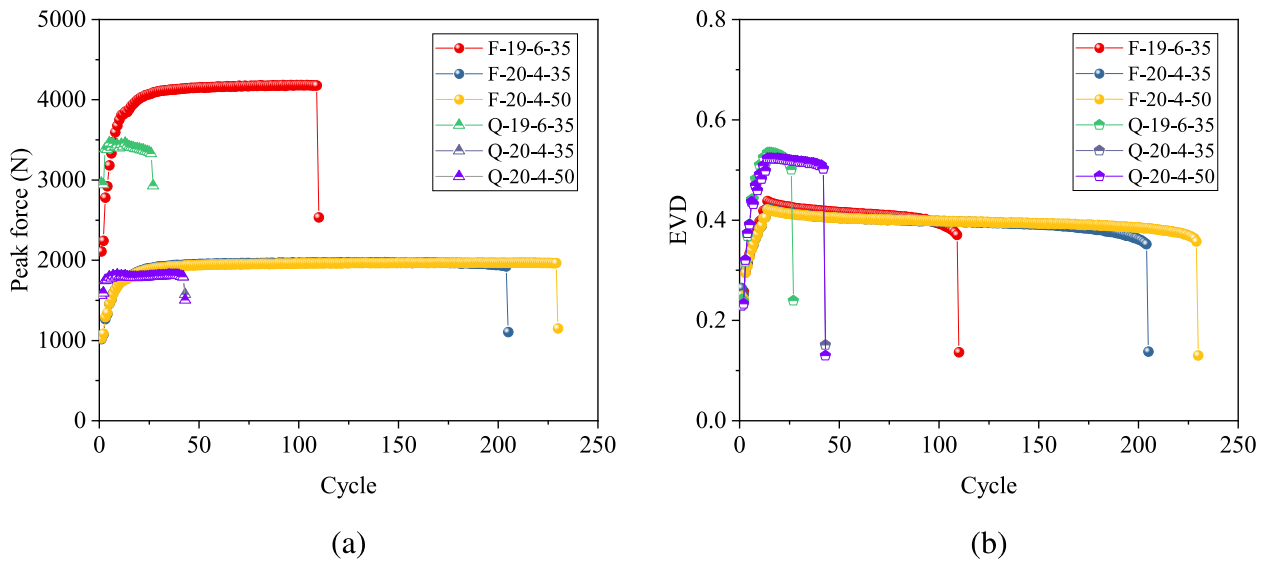 5000
4000
3000
2000
1000
0
Peak force (N)
F-19-6-35
F-20-4-35
F-20-4-50
Q-19-6-35
Q-20-4-35
Q-20-4-50
0
50
100
150
200
250
Cycle
(a)
0.8
0.6
0.4
0.2
0.0
EVD
F-19-6-35
F-20-4-35
F-20-4-50
Q-19-6-35
Q-20-4-35
Q-20-4-50
0
50
100
150
200
250
Cycle
(b)